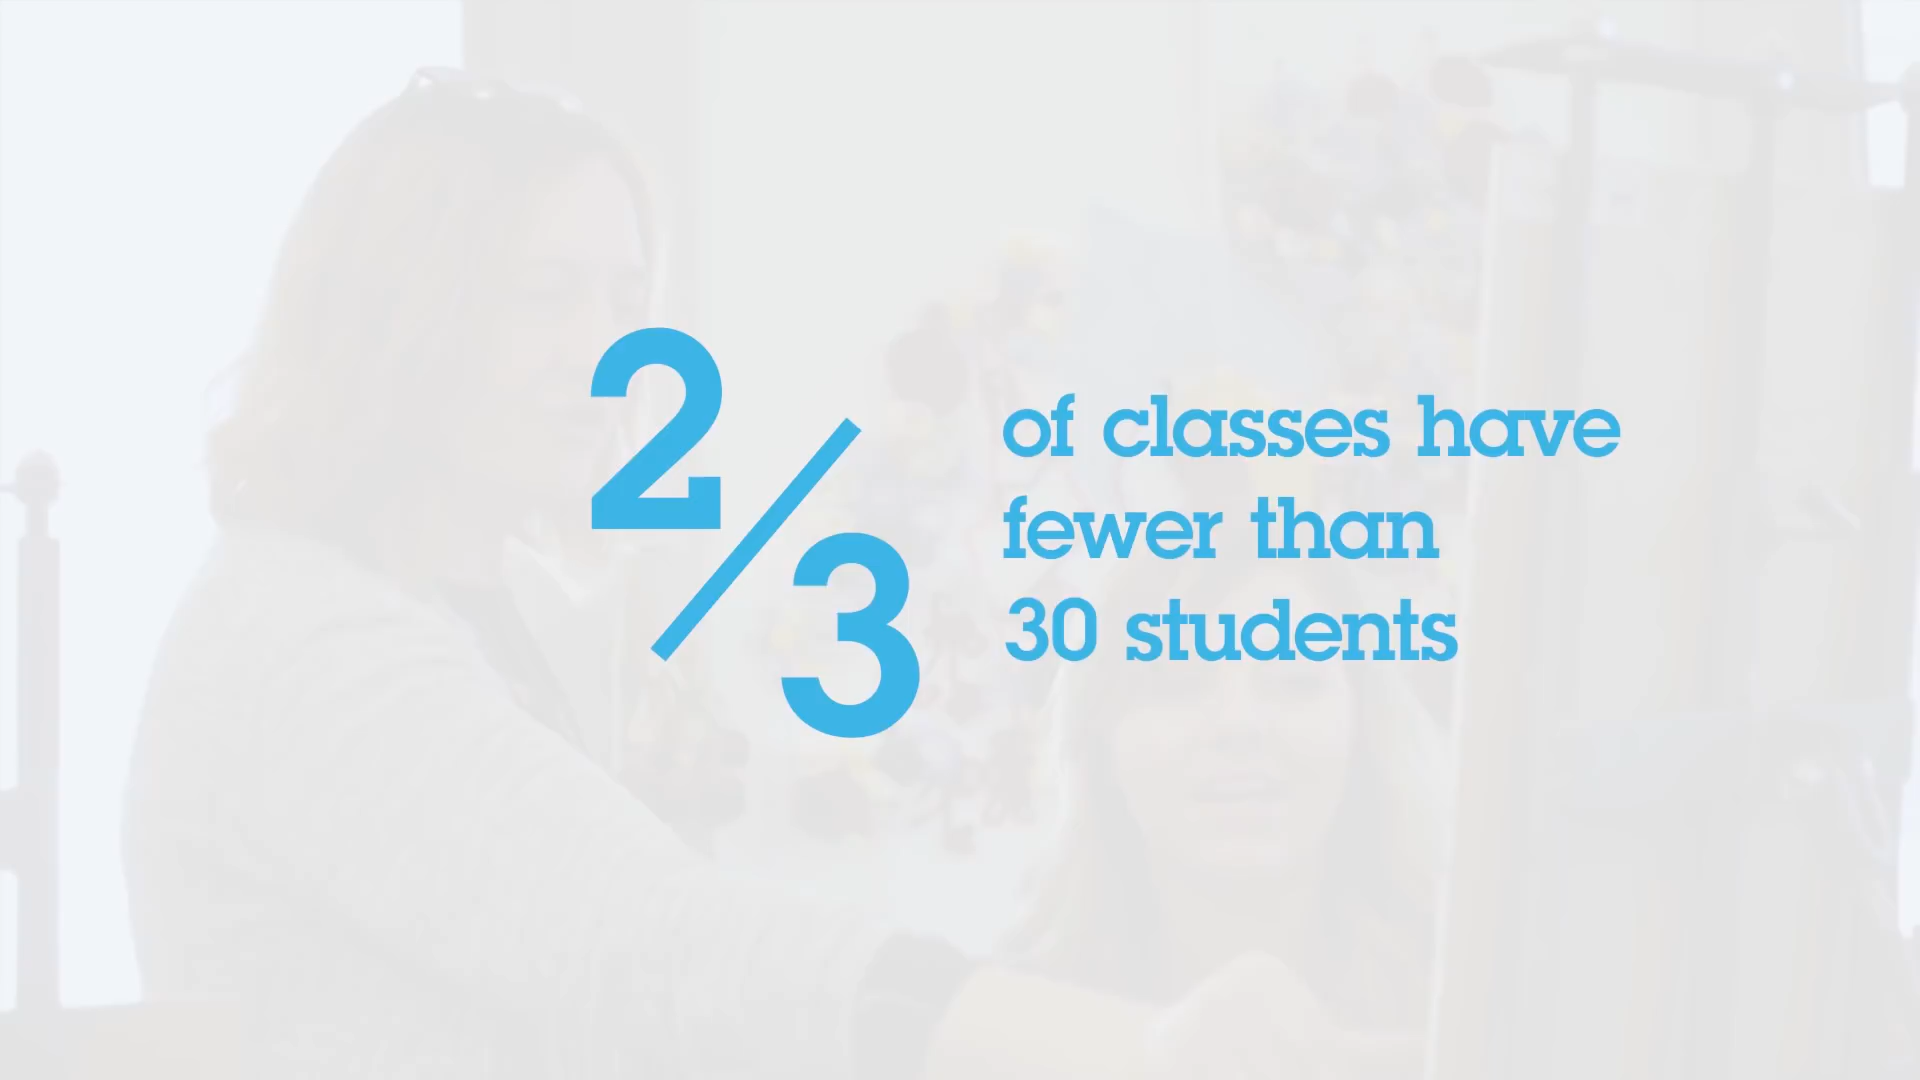 2/3
of classes have
fewer than
30 students